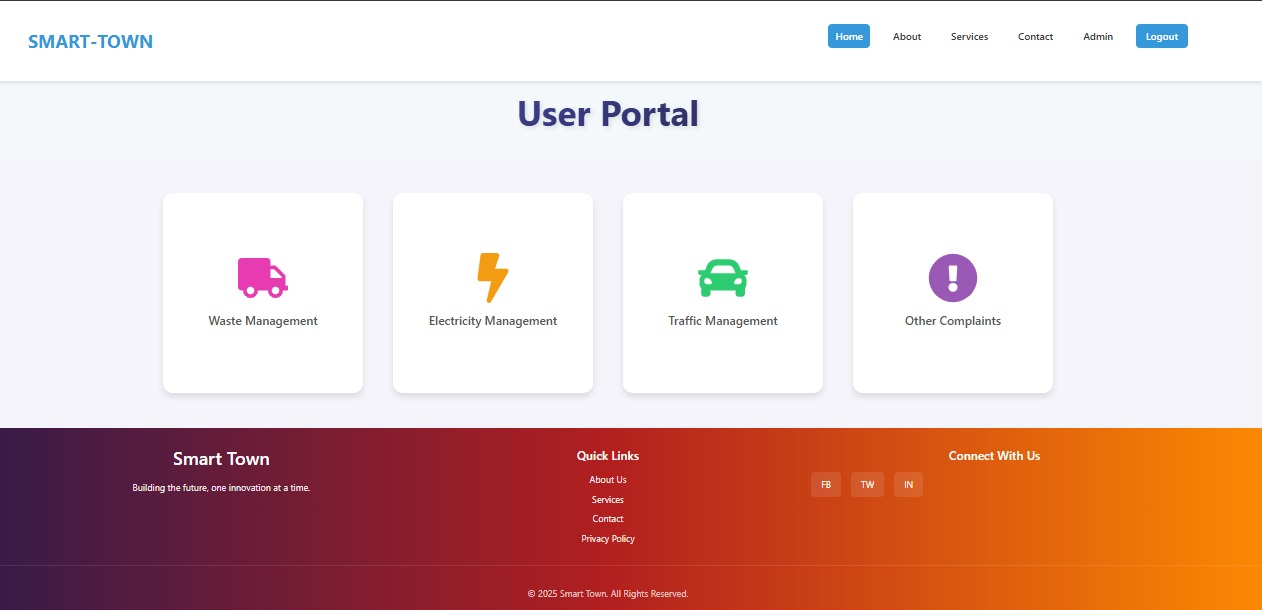 SMART-TOWN
Home About Services Contact Admin Logout
User Portal
Waste Management
Electricity Management
Traffic Management
Other Complaints
Smart Town
Building the future, one innovation at a time.
Quick Links
About Us
Services
Contact
Privacy Policy
Connect With Us
FB TW IN
© 2025 Smart Town. All Rights Reserved.